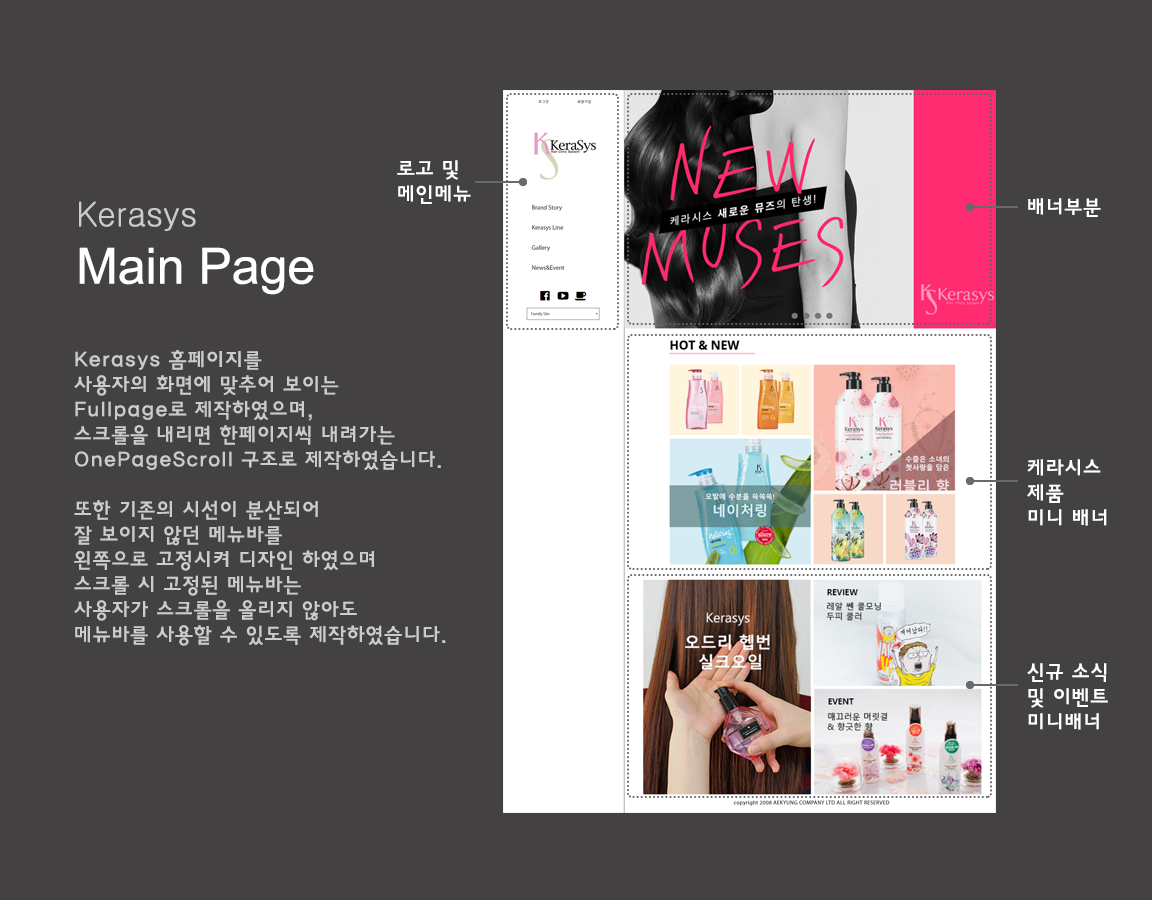 Kerasys
Main Page
Kerasys 홈페이지를
사용자의 화면에 맞추어 보이는
Fullpage로 제작하였으며,
스크롤을 내리면 한페이지씩 내려가는
OnePageScroll 구조로 제작하였습니다.
또한 기존의 시선이 분산되어
잘 보이지 않던 메뉴바를
왼쪽으로 고정시켜 디자인 하였으며
스크롤 시 고정된 메뉴바는
사용자가 스크롤을 올리지 않아도
메뉴바를 사용할 수 있도록 제작하였습니다.
로고 및
메인메뉴
로그인
회원가입
KeraSys
Brand Story
Kerasys Line
Gallery
News&Event
Family Site
NEW
케라시스 새로운 뮤즈의 탄생!
MUSES
Kerasys
배너부분
HOT & NEW
KeraSys
KeraSys
수줍은 소녀의
첫사랑을 담은
러블리 향
모발에 수분을 쏙쏙쏙!
네이처링
케라시스
제품
미니 배너
Kerasys
오드리 헵번
실크오일
REVIEW
레알 쎈 쿨모닝
두피 쿨러
깨어났다!!
EVENT
매끄러운 머릿결
& 향긋한 향
신규 소식
및 이벤트
미니배너
copyright 2008 AEKYUNG COMPANY LTD ALL RIGHT RESERVED